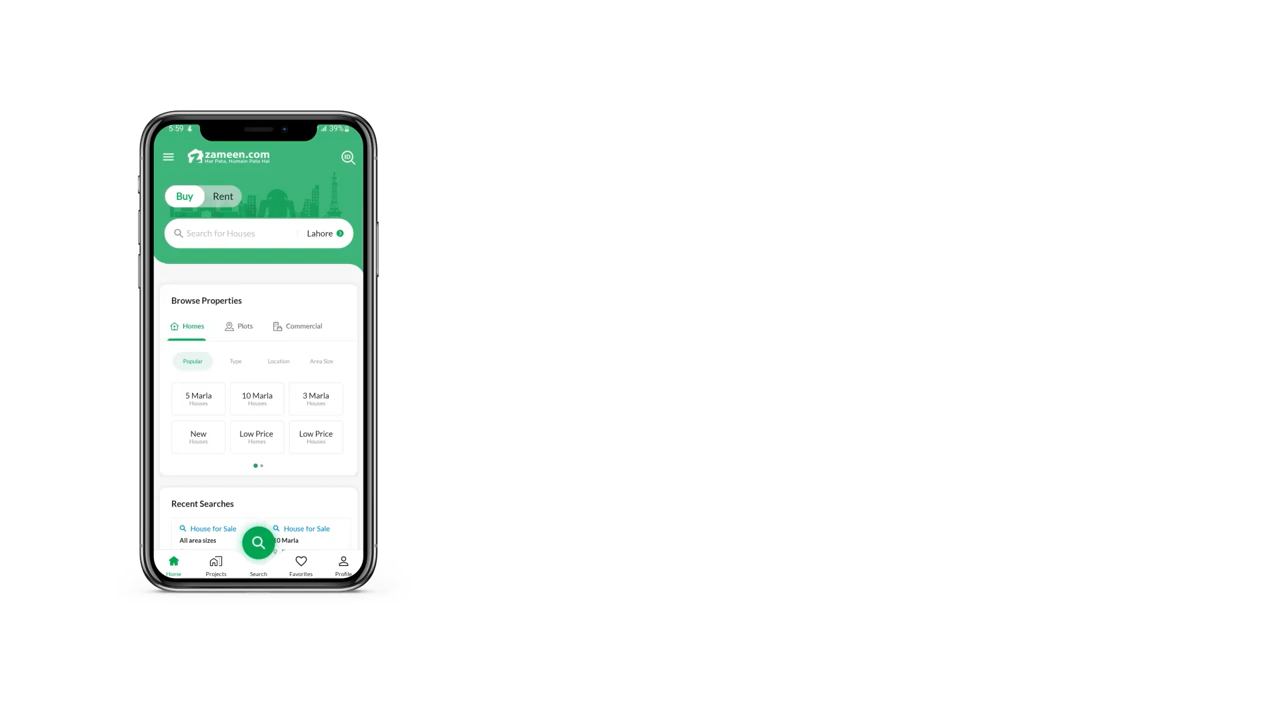 5:59 39%
zameen.com
Har Pata, Humain Pata Hai
ID
Buy Rent
Search for Houses Lahore
Browse Properties
Homes Plots Commercial
Popular Type Location Area Size
5 Marla 10 Marla 3 Marla
Houses Houses Houses
New Low Price Low Price
Houses Homes Houses
Recent Searches
House for Sale House for Sale
All area sizes 10 Marla
Home Projects Search Favorites Profile